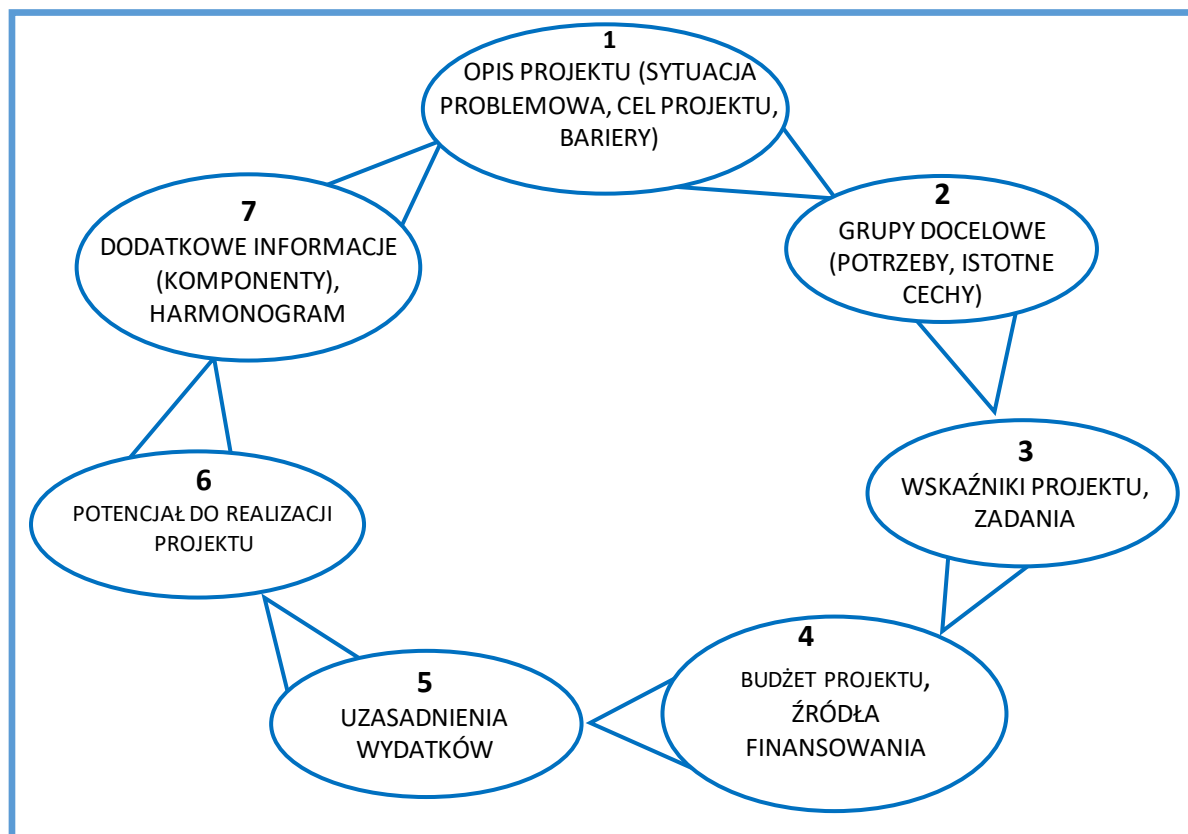 1
OPIS PROJEKTU (SYTUACJA
PROBLEMOWA, CEL PROJEKTU,
BARIERY)
2
GRUPY DOCELOWE
(POTRZEBY, ISTOTNE
CECHY)
3
WSKAŹNIKI PROJEKTU,
ZADANIA
4
BUDŻET PROJEKTU,
ŹRÓDŁA
FINANSOWANIA
5
UZASADNIENIA
WYDATKÓW
6
POTENCJAŁ DO REALIZACJI
PROJEKTU
7
DODATKOWE INFORMACJE
(KOMPONENTY),
HARMONOGRAM